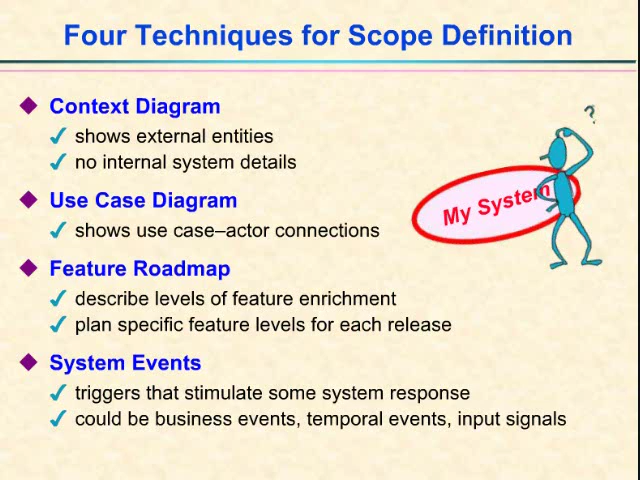 Four Techniques for Scope Definition
Context Diagram
shows external entities
no internal system details
Use Case Diagram
shows use case–actor connections
Feature Roadmap
describe levels of feature enrichment
plan specific feature levels for each release
System Events
triggers that stimulate some system response
could be business events, temporal events, input signals
?
My System